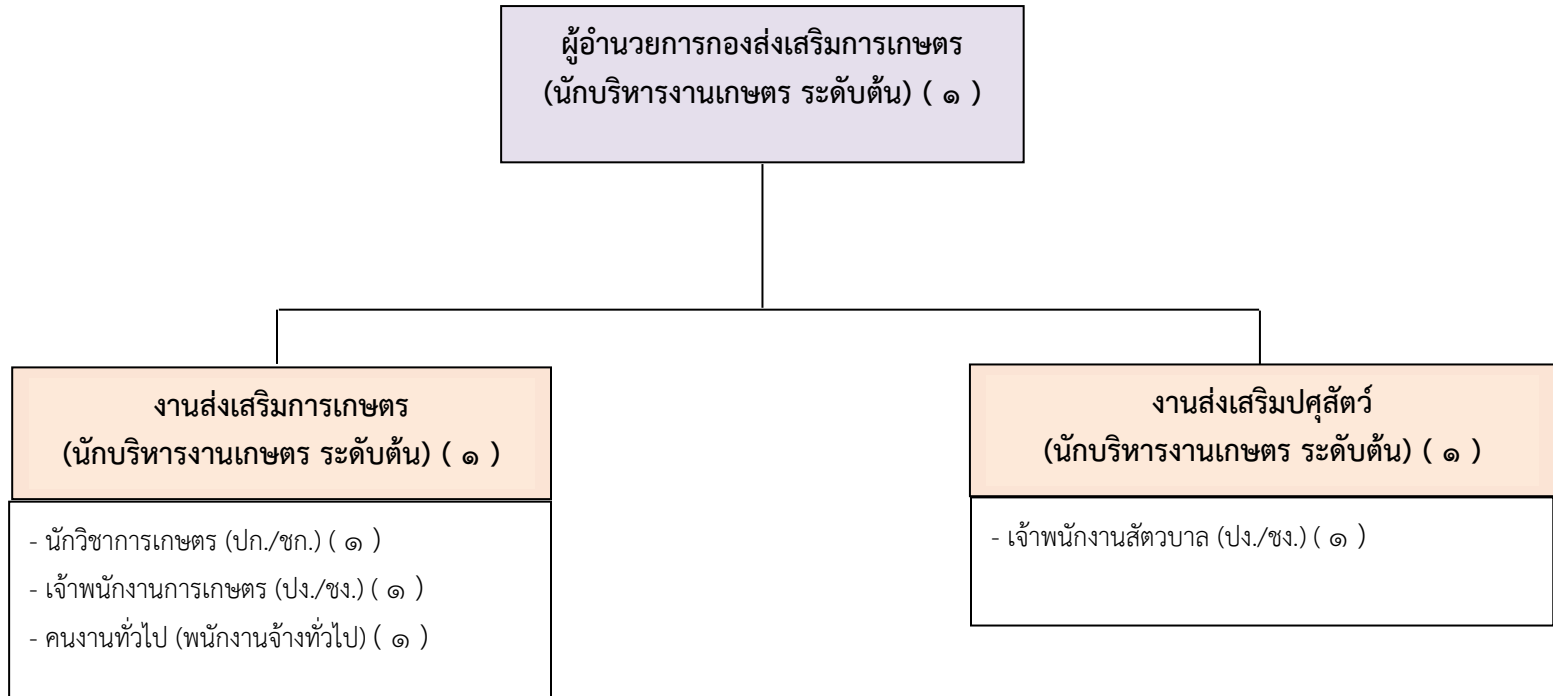 ผู้อำนวยการกองส่งเสริมการเกษตร
(นักบริหารงานเกษตร ระดับต้น) ( ๑ )
งานส่งเสริมการเกษตร
(นักบริหารงานเกษตร ระดับต้น) ( ๑ )
- นักวิชาการเกษตร (ปก./ชก.) ( ๑ )
- เจ้าพนักงานการเกษตร (ปง./ชง.) ( ๑ )
- คนงานทั่วไป (พนักงานจ้างทั่วไป) ( ๑ )
งานส่งเสริมปศุสัตว์
(นักบริหารงานเกษตร ระดับต้น) ( ๑ )
- เจ้าพนักงานสัตวบาล (ปง./ชง.) ( ๑ )